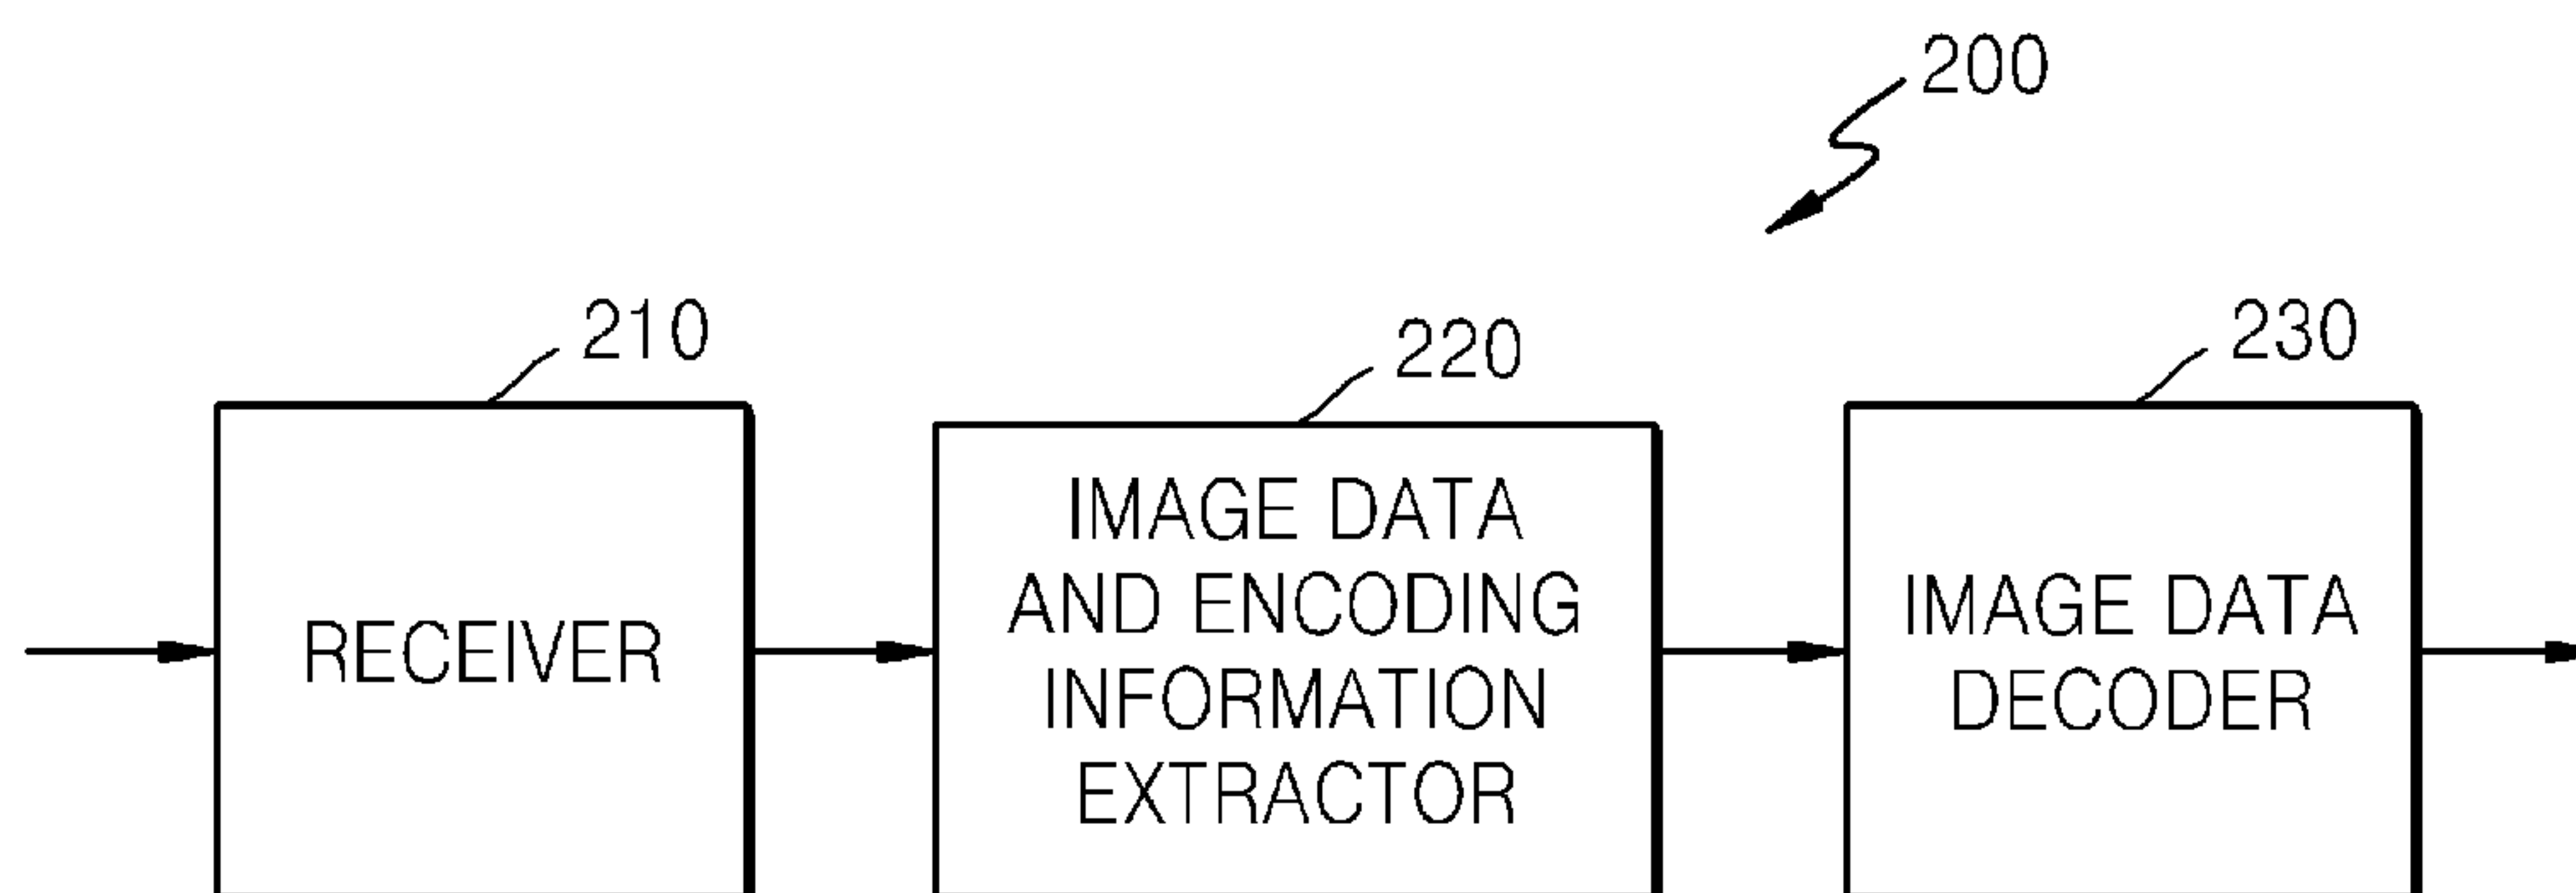 200
210
220
230
RECEIVER
IMAGE DATA
AND ENCODING
INFORMATION
EXTRACTOR
IMAGE DATA
DECODER